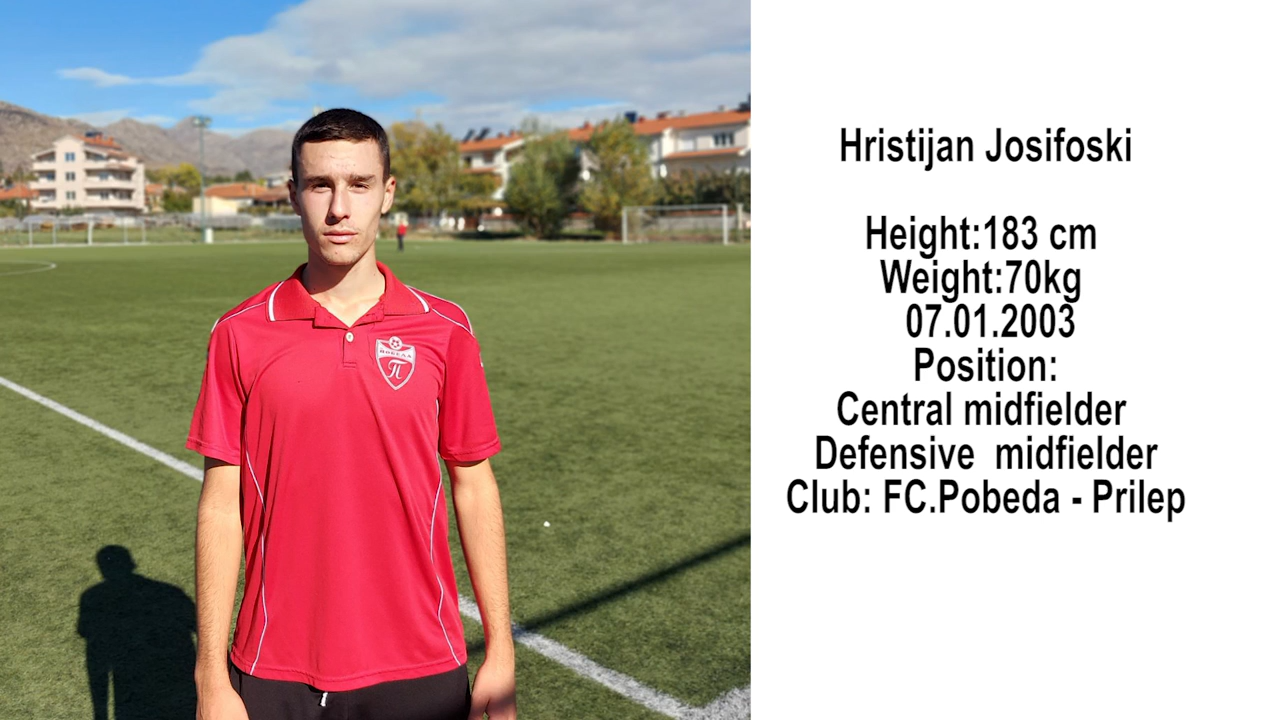 ПОБЕДА
П
Hristijan Josifoski
Height:183 cm
Weight:70kg
07.01.2003
Position:
Central midfielder
Defensive  midfielder
Club: FC.Pobeda - Prilep